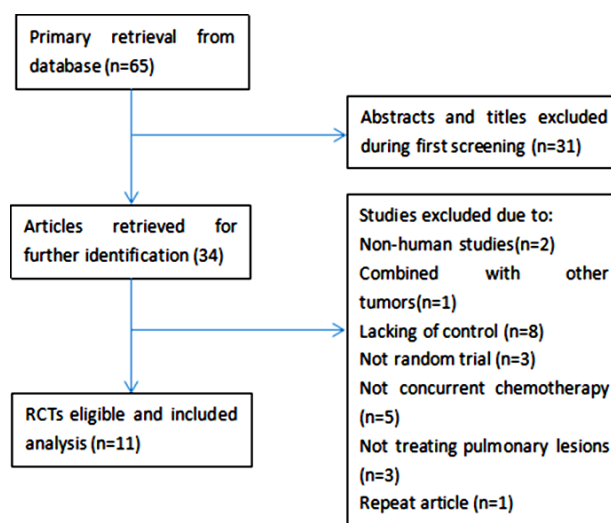 Primary retrieval from
database (n=65)
Abstracts and titles excluded
during first screening (n=31)
Articles retrieved for
further identification (34)
Studies excluded due to:
Non-human studies(n=2)
Combined with other
tumors(n=1)
Lacking of control (n=8)
Not random trial (n=3)
Not concurrent chemotherapy
(n=5)
Not treating pulmonary lesions
(n=3)
Repeat article (n=1)
RCTs eligible and included
analysis (n=11)